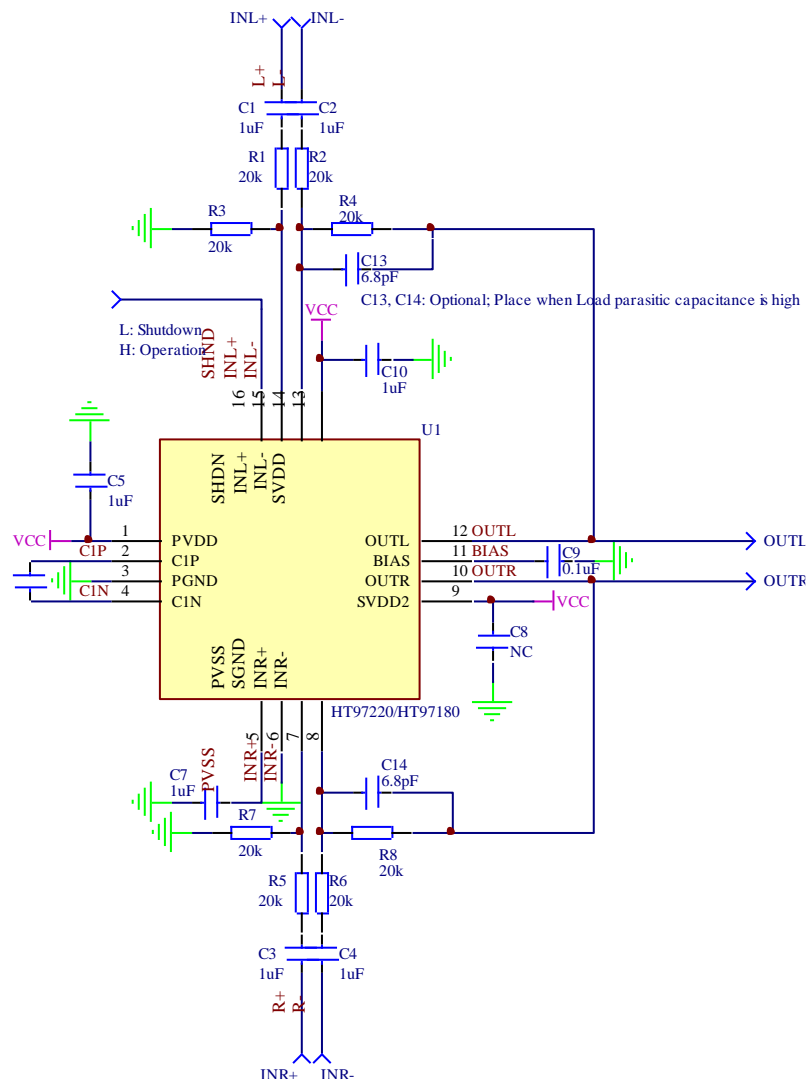 INL+ INL-
L+ L-
C1 C2
1uF 1uF
R1 R2
20k 20k
R3 R4
20k 20k
C13
6.8pF
C13, C14: Optional; Place when Load parasitic capacitance is high
VCC
L: Shutdown
H: Operation
SHND
INL+
INL-
C10
1uF
16 15 14 13
U1
SHDN
INL+
INL-
SVDD
C5
1uF
VCC
1 PVDD
C1P
2 C1P
3 PGND
C1N
4 C1N
OUTL 12 OUTL
BIAS 11 BIAS
OUTR 10 OUTR
SVDD2 9
C9
0.1uF
OUTL
OUTR
VCC
C8
NC
PVSS
SGND
INR+
INR-
HT97220/HT97180
5 6 7 8
PVSS
INR+
INR-
C7
1uF
C14
6.8pF
R7
20k
R8
20k
R5 R6
20k 20k
C3 C4
1uF 1uF
R+ R-
INR+ INR-